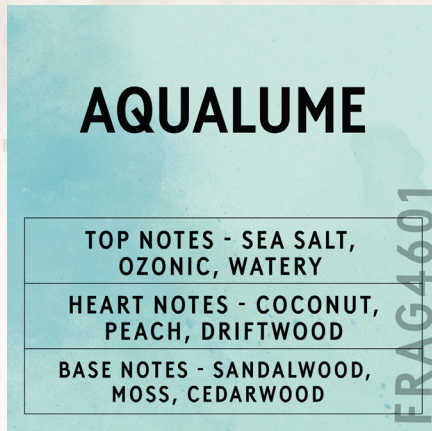 AQUALUME
TOP NOTES - SEA SALT,
OZONIC, WATERY
HEART NOTES - COCONUT,
PEACH, DRIFTWOOD
BASE NOTES - SANDALWOOD,
MOSS, CEDARWOOD
FRAG4601